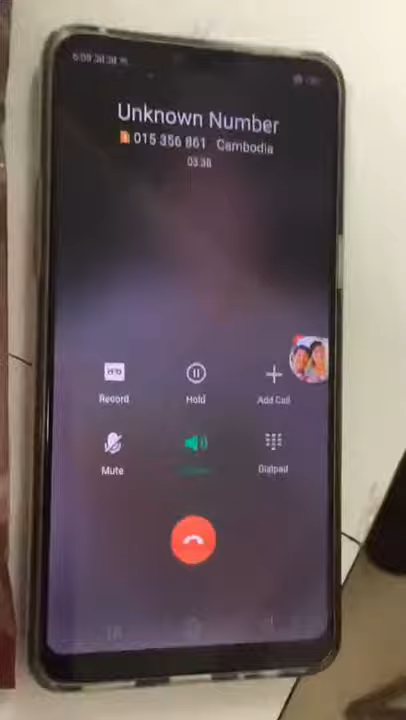 Unknown Number
015 356 861 Cambodia
03:38
Record
Hold
Add Call
Mute
Dialpad